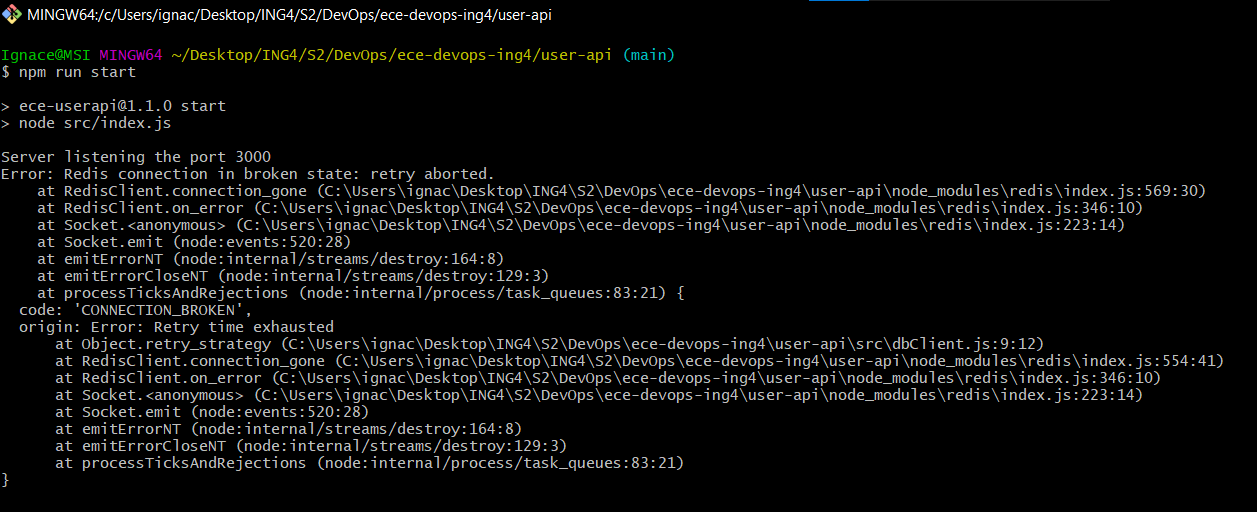 MINGW64:/c/Users/ignac/Desktop/ING4/S2/DevOps/ece-devops-ing4/user-api
Ignace@MSI MINGW64 ~/Desktop/ING4/S2/DevOps/ece-devops-ing4/user-api (main)
$ npm run start
> ece-userapi@1.1.0 start
> node src/index.js
Server listening the port 3000
Error: Redis connection in broken state: retry aborted.
    at RedisClient.connection_gone (C:\Users\ignac\Desktop\ING4\S2\DevOps\ece-devops-ing4\user-api\node_modules\redis\index.js:569:30)
    at RedisClient.on_error (C:\Users\ignac\Desktop\ING4\S2\DevOps\ece-devops-ing4\user-api\node_modules\redis\index.js:346:10)
    at Socket.<anonymous> (C:\Users\ignac\Desktop\ING4\S2\DevOps\ece-devops-ing4\user-api\node_modules\redis\index.js:223:14)
    at Socket.emit (node:events:520:28)
    at emitErrorNT (node:internal/streams/destroy:164:8)
    at emitErrorCloseNT (node:internal/streams/destroy:129:3)
    at processTicksAndRejections (node:internal/process/task_queues:83:21) {
  code: 'CONNECTION_BROKEN',
  origin: Error: Retry time exhausted
      at Object.retry_strategy (C:\Users\ignac\Desktop\ING4\S2\DevOps\ece-devops-ing4\user-api\src\dbClient.js:9:12)
      at RedisClient.connection_gone (C:\Users\ignac\Desktop\ING4\S2\DevOps\ece-devops-ing4\user-api\node_modules\redis\index.js:554:41)
      at RedisClient.on_error (C:\Users\ignac\Desktop\ING4\S2\DevOps\ece-devops-ing4\user-api\node_modules\redis\index.js:346:10)
      at Socket.<anonymous> (C:\Users\ignac\Desktop\ING4\S2\DevOps\ece-devops-ing4\user-api\node_modules\redis\index.js:223:14)
      at Socket.emit (node:events:520:28)
      at emitErrorNT (node:internal/streams/destroy:164:8)
      at emitErrorCloseNT (node:internal/streams/destroy:129:3)
      at processTicksAndRejections (node:internal/process/task_queues:83:21)
}